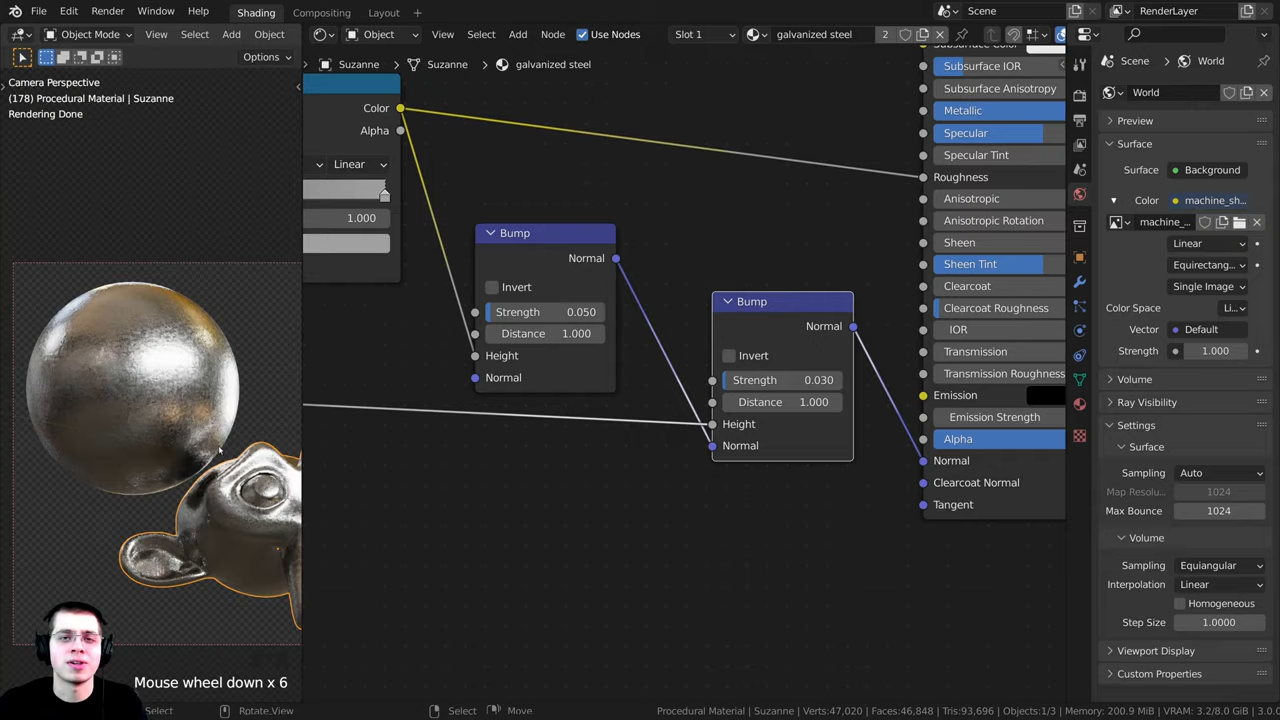 File Edit Render Window Help Shading Compositing Layout + Scene RenderLayer
Object Mode View Select Add Object
Object View Select Add Node Use Nodes Slot 1 galvanized steel 2
Options
Suzanne > Suzanne > galvanized steel
Scene > World
Camera Perspective
(178) Procedural Material | Suzanne
Rendering Done
World
Color
Alpha
Linear
1.000
Bump
Normal
Invert
Strength 0.050
Distance 1.000
Height
Normal
Bump
Normal
Invert
Strength 0.030
Distance 1.000
Height
Normal
Subsurface Color
Subsurface IOR
Subsurface Anisotropy
Metallic
Specular
Specular Tint
Roughness
Anisotropic
Anisotropic Rotation
Sheen
Sheen Tint
Clearcoat
Clearcoat Roughness
IOR
Transmission
Transmission Roughness
Emission
Emission Strength
Alpha
Normal
Clearcoat Normal
Tangent
Preview
Surface
Surface Background
Color machine_sh...
machine_...
Linear
Equirectang...
Single Image
Color Space Li...
Vector Default
Strength 1.000
Volume
Ray Visibility
Settings
Surface
Sampling Auto
Map Resolu... 1024
Max Bounce 1024
Volume
Sampling Equiangular
Interpolation Linear
Homogeneous
Step Size 1.0000
Viewport Display
Custom Properties
Mouse wheel down x 6
Select Rotate View Select Move Procedural Material | Suzanne | Verts:47,020 | Faces:46,848 | Tris:93,696 | Objects:1/3 | Memory: 200.9 MiB | VRAM: 3.2/8.0 GiB | 3.0.